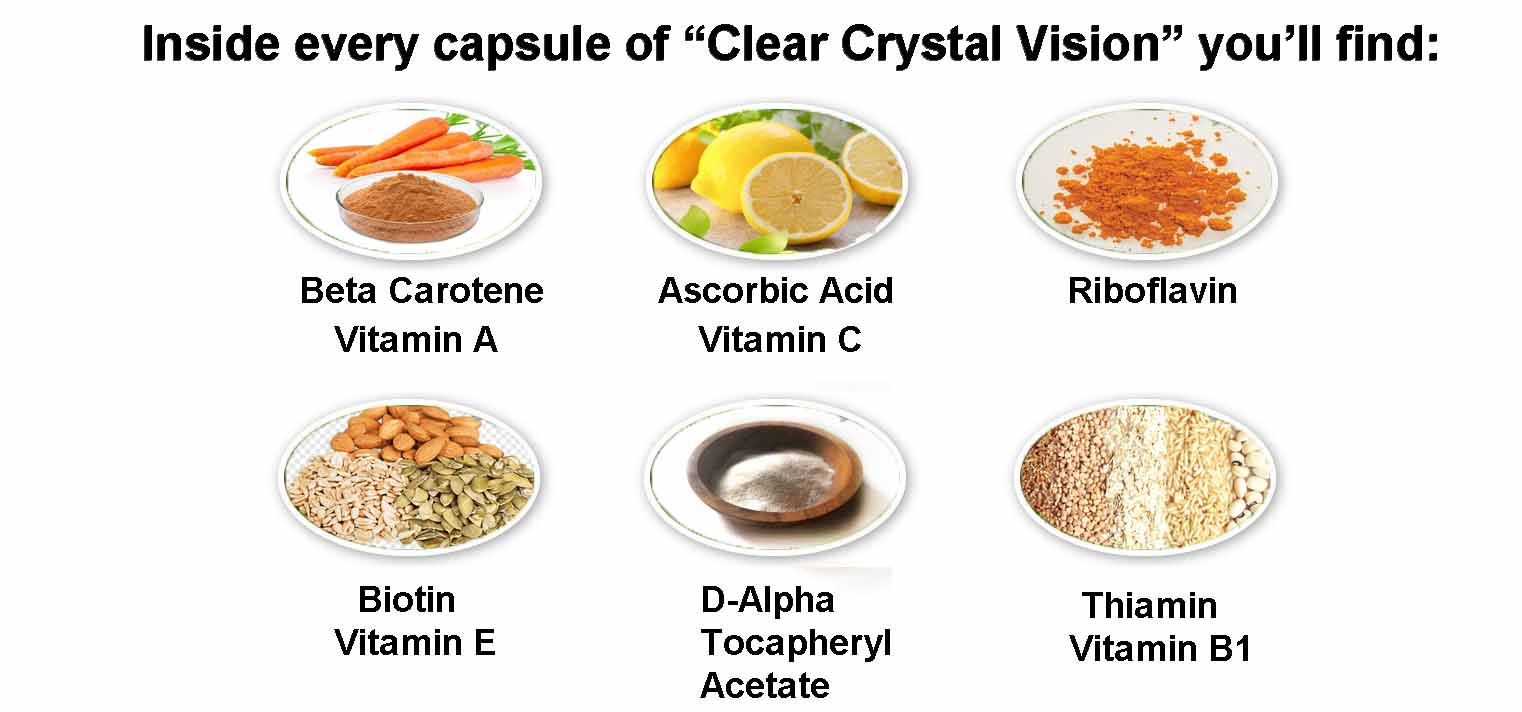 Inside every capsule of “Clear Crystal Vision” you’ll find:
Beta Carotene
Vitamin A
Ascorbic Acid
Vitamin C
Riboflavin
Biotin
Vitamin E
D-Alpha
Tocapheryl
Acetate
Thiamin
Vitamin B1